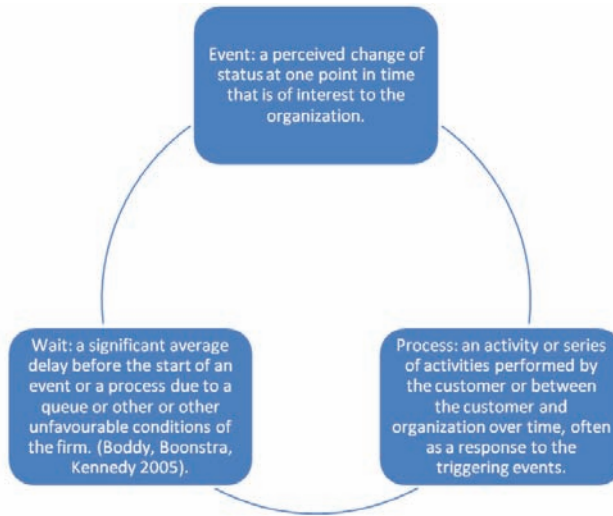 Event: a perceived change of
status at one point in time
that is of interest to the
organization.
Wait: a significant average
delay before the start of an
event or a process due to a
queue or other or other
unfavourable conditions of
the firm. (Boddy, Boonstra,
Kennedy 2005).
Process: an activity or series
of activities performed by
the customer or between
the customer and
organization over time, often
as a response to the
triggering events.